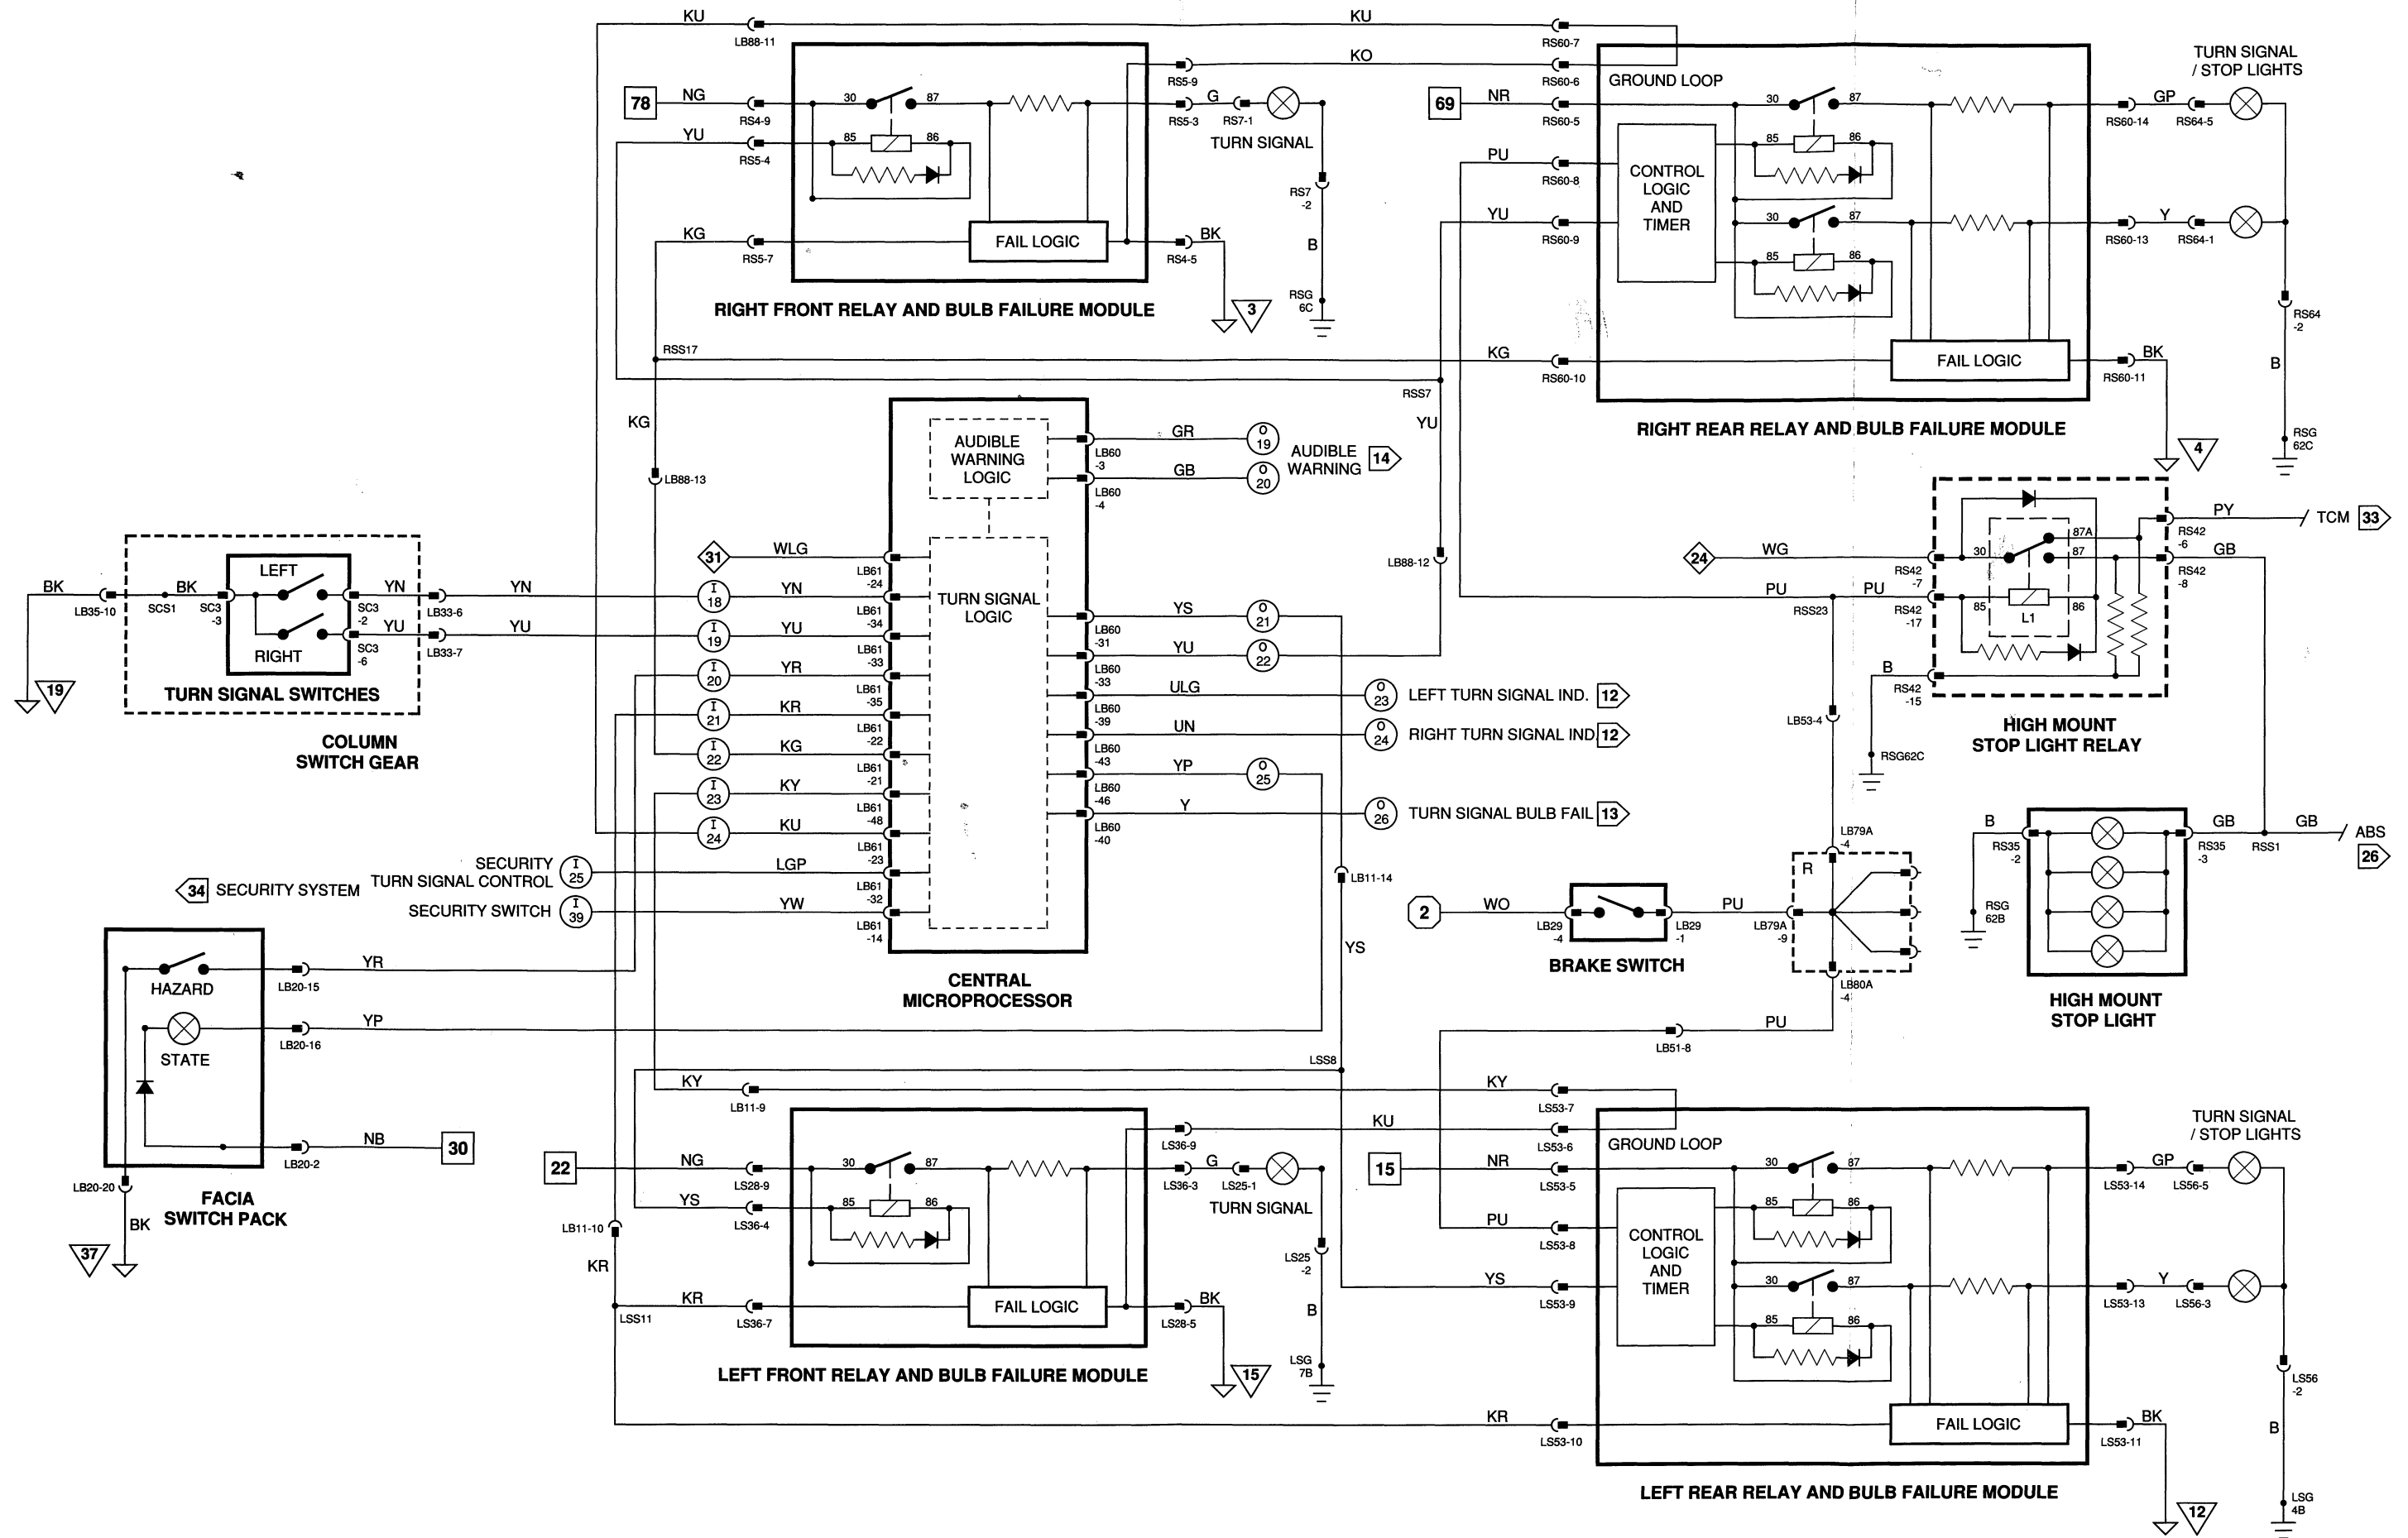 KU
KU
LB88-11
RS60-7
KO
RS5-9
RS60-6
TURN SIGNAL
/ STOP LIGHTS
GROUND LOOP
78
NG
RS4-9
30
87
RS5-3
G
RS7-1
TURN SIGNAL
69
NR
RS60-5
30
87
RS60-14
GP
RS64-5
YU
RS5-4
85
86
85
86
CONTROL
LOGIC
AND
TIMER
PU
RS60-8
RS7
-2
B
YU
RS60-9
30
87
RS60-13
Y
RS64-1
KG
RS5-7
FAIL LOGIC
RS4-5
BK
85
86
RSG
6C
3
RIGHT FRONT RELAY AND BULB FAILURE MODULE
RS64
-2
B
RSS17
KG
RS60-10
FAIL LOGIC
BK
RS60-11
RSS7
YU
KG
RIGHT REAR RELAY AND BULB FAILURE MODULE
RSG
62C
4
AUDIBLE
WARNING
LOGIC
GR
LB60
-3
O
19
GB
LB60
-4
O
20
AUDIBLE
WARNING
14
LB88-13
LB88-12
31
WLG
LB61
-24
24
WG
RS42
-7
30
87A
87
PY
RS42
-6
TCM
33
GB
RS42
-8
LEFT
BK
LB35-10
BK
SCS1
SC3
-3
YN
SC3
-2
LB33-6
YN
I
18
YN
LB61
-34
TURN SIGNAL
LOGIC
YS
LB60
-31
O
21
PU
RSS23
PU
RS42
-17
85
86
L1
RIGHT
YU
SC3
-6
LB33-7
YU
I
19
YU
LB61
-33
YU
LB60
-33
O
22
I
20
YR
LB61
-35
B
RS42
-15
TURN SIGNAL SWITCHES
19
ULG
LB60
-39
O
23
LEFT TURN SIGNAL IND.
12
I
21
KR
LB61
-22
LB53-4
HIGH MOUNT
STOP LIGHT RELAY
UN
LB60
-43
O
24
RIGHT TURN SIGNAL IND.
12
COLUMN
SWITCH GEAR
I
22
KG
LB61
-21
RSG62C
YP
LB60
-46
O
25
I
23
KY
LB61
-48
Y
LB60
-40
O
26
TURN SIGNAL BULB FAIL
13
I
24
KU
LB61
-23
LB79A
-4
B
RS35
-2
GB
RS35
-3
RSS1
GB
ABS
26
SECURITY
TURN SIGNAL CONTROL
I
25
LGP
LB61
-32
34
SECURITY SYSTEM
SECURITY SWITCH
I
39
YW
LB61
-14
LB11-14
R
2
WO
LB29
-4
LB29
-1
PU
LB79A
-9
RSG
62B
YS
BRAKE SWITCH
CENTRAL
MICROPROCESSOR
LB80A
-4
HIGH MOUNT
STOP LIGHT
HAZARD
YR
LB20-15
STATE
YP
LB20-16
PU
LB51-8
LSS8
KY
LB11-9
KY
LS53-7
NB
LB20-2
30
LB20-20
BK
37
FACIA
SWITCH PACK
KU
LS36-9
LS53-6
GROUND LOOP
TURN SIGNAL
/ STOP LIGHTS
22
NG
LS28-9
30
87
LS36-3
G
LS25-1
TURN SIGNAL
15
NR
LS53-5
30
87
LS53-14
GP
LS56-5
YS
LS36-4
85
86
85
86
LB11-10
KR
PU
LS53-8
CONTROL
LOGIC
AND
TIMER
LS25
-2
B
YS
LS53-9
30
87
LS53-13
Y
LS56-3
LSS11
KR
LS36-7
FAIL LOGIC
BK
LS28-5
85
86
LSG
7B
15
LEFT FRONT RELAY AND BULB FAILURE MODULE
LS56
-2
B
KR
LS53-10
FAIL LOGIC
BK
LS53-11
LEFT REAR RELAY AND BULB FAILURE MODULE
LSG
4B
12